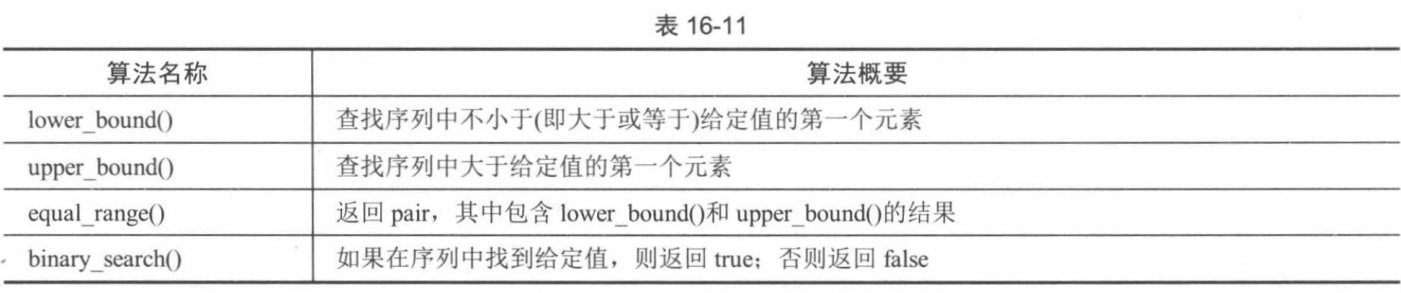 表 16-11
算法名称 算法概要
lower_bound() 查找序列中不小于(即大于或等于)给定值的第一个元素
upper_bound() 查找序列中大于给定值的第一个元素
equal_range() 返回 pair，其中包含 lower_bound()和 upper_bound()的结果
binary_search() 如果在序列中找到给定值，则返回 true；否则返回 false